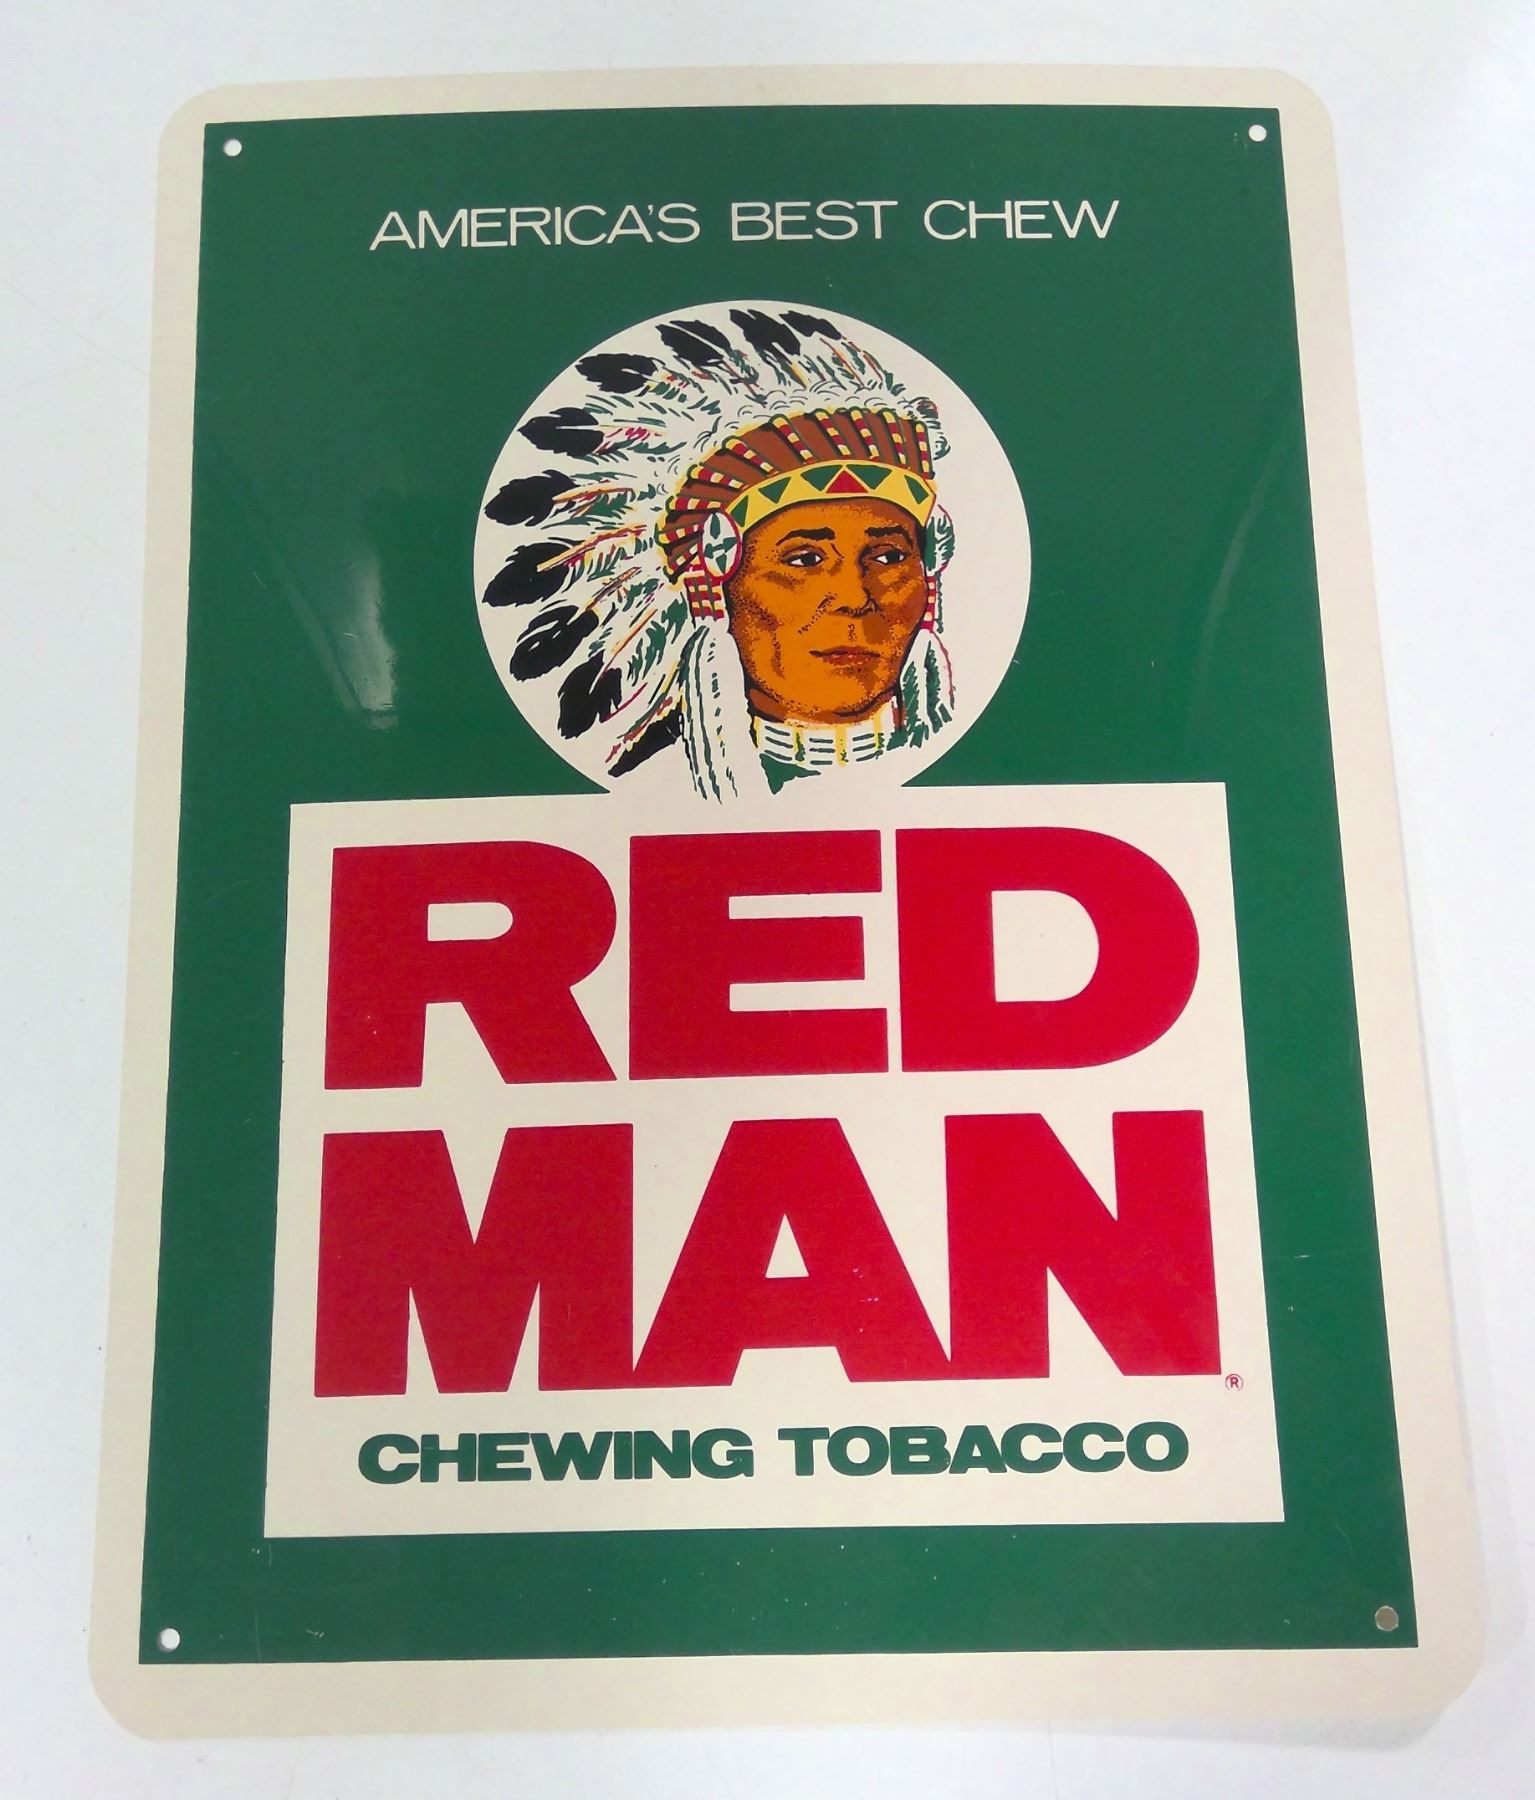 AMERICA'S BEST CHEW
RED
MAN®
CHEWING TOBACCO